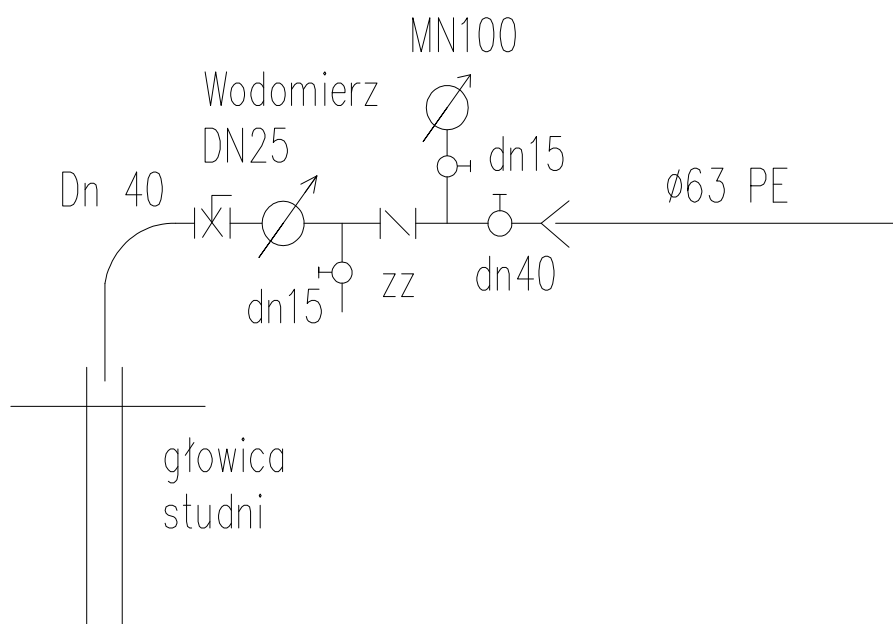 MN100
Wodomierz
DN25
dn15
Dn 40
ø63 PE
dn15
zz
dn40
głowica
studni